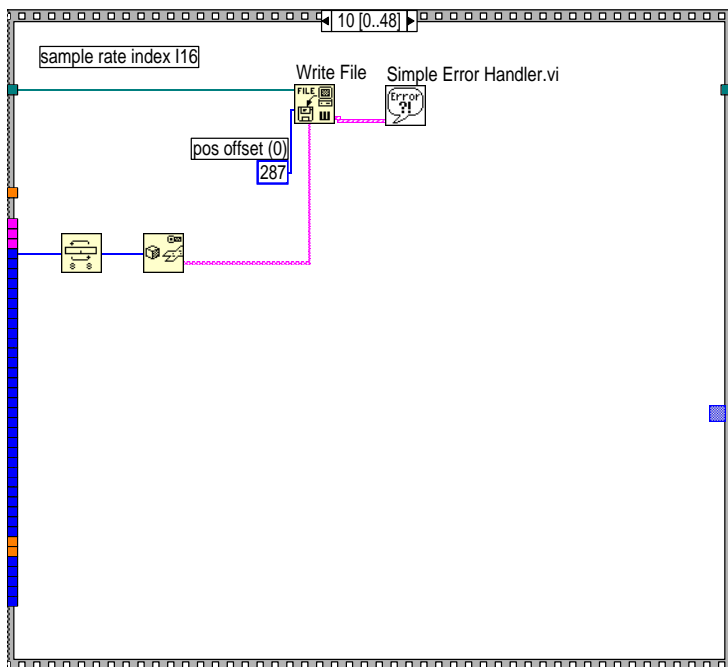 10 [0..48]
sample rate index I16
Write File
Simple Error Handler.vi
FILE
W
Error
?!
pos offset (0)
287